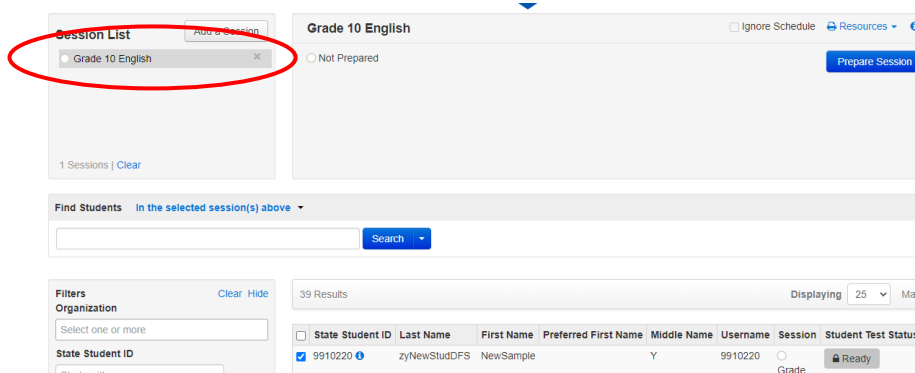 Session List
Add a Session
Grade 10 English
1 Sessions | Clear
Grade 10 English
Ignore Schedule Resources
Not Prepared
Prepare Session
Find Students In the selected session(s) above
Search
Filters Clear Hide
Organization
Select one or more
State Student ID
39 Results Displaying 25
State Student ID Last Name First Name Preferred First Name Middle Name Username Session Student Test Status
9910220 zyNewStudDFS NewSample Y 9910220 Ready
Grade